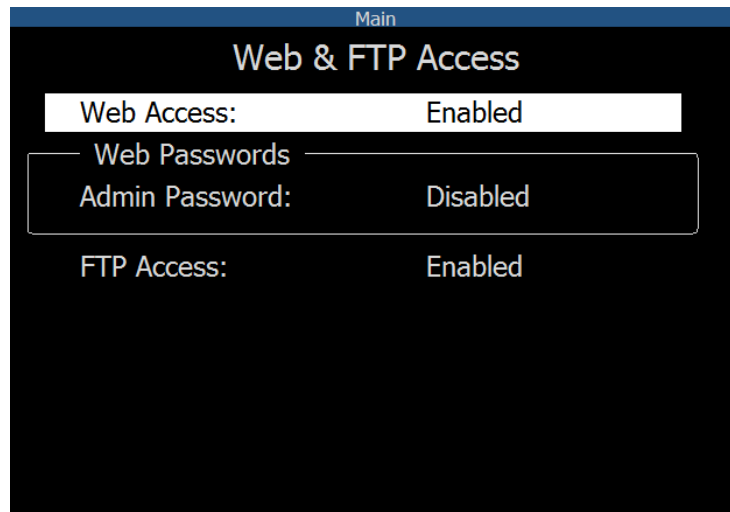 Main
Web & FTP Access
Web Access: Enabled
Web Passwords
Admin Password: Disabled
FTP Access: Enabled